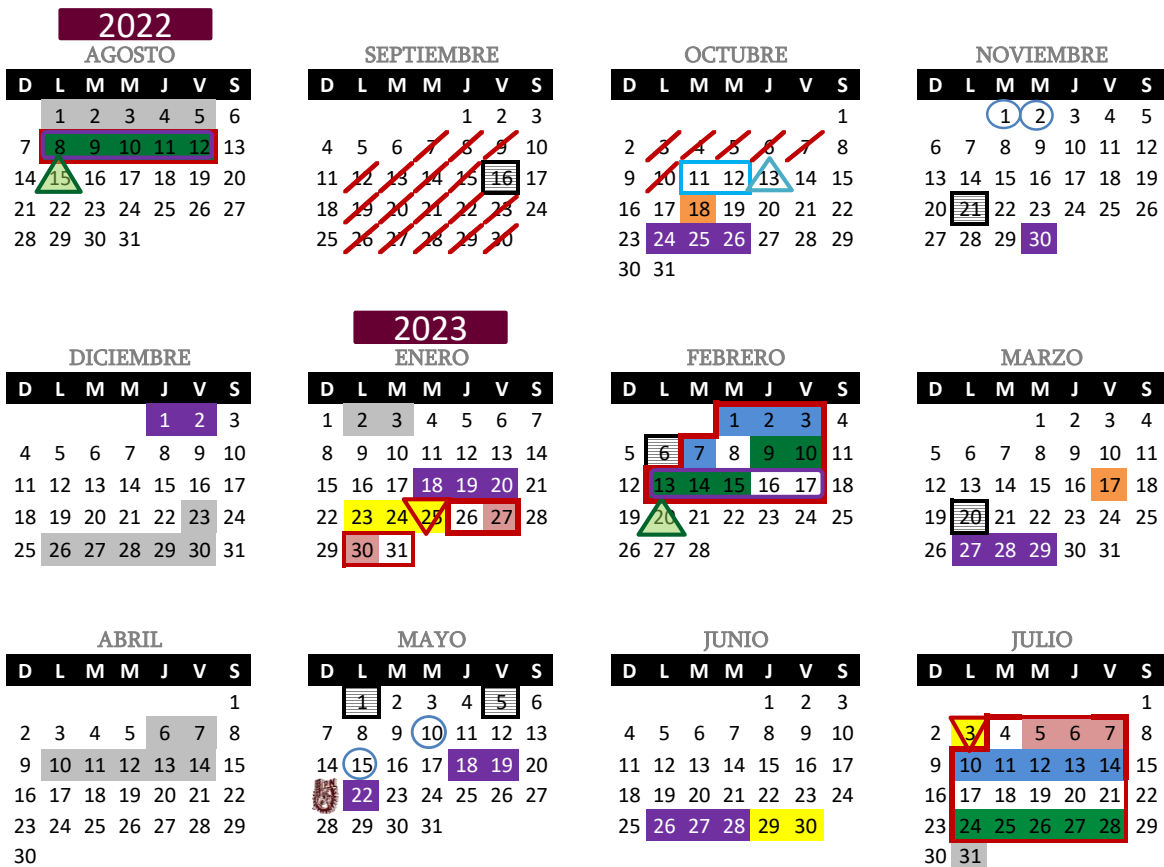 2022
AGOSTO
D L M M J V S
1 2 3 4 5 6
7 8 9 10 11 12 13
14 15 16 17 18 19 20
21 22 23 24 25 26 27
28 29 30 31
SEPTIEMBRE
D L M M J V S
1 2 3
4 5 6 7 8 9 10
11 12 13 14 15 16 17
18 19 20 21 22 23 24
25 26 27 28 29 30
OCTUBRE
D L M M J V S
1
2 3 4 5 6 7 8
9 10 11 12 13 14 15
16 17 18 19 20 21 22
23 24 25 26 27 28 29
30 31
NOVIEMBRE
D L M M J V S
1 2 3 4 5
6 7 8 9 10 11 12
13 14 15 16 17 18 19
20 21 22 23 24 25 26
27 28 29 30
DICIEMBRE
D L M M J V S
1 2 3
4 5 6 7 8 9 10
11 12 13 14 15 16 17
18 19 20 21 22 23 24
25 26 27 28 29 30 31
2023
ENERO
D L M M J V S
1 2 3 4 5 6 7
8 9 10 11 12 13 14
15 16 17 18 19 20 21
22 23 24 25 26 27 28
29 30 31
FEBRERO
D L M M J V S
1 2 3 4
5 6 7 8 9 10 11
12 13 14 15 16 17 18
19 20 21 22 23 24 25
26 27 28
MARZO
D L M M J V S
1 2 3 4
5 6 7 8 9 10 11
12 13 14 15 16 17 18
19 20 21 22 23 24 25
26 27 28 29 30 31
ABRIL
D L M M J V S
1
2 3 4 5 6 7 8
9 10 11 12 13 14 15
16 17 18 19 20 21 22
23 24 25 26 27 28 29
30
MAYO
D L M M J V S
1 2 3 4 5 6
7 8 9 10 11 12 13
14 15 16 17 18 19 20
22 23 24 25 26 27
28 29 30 31
JUNIO
D L M M J V S
1 2 3
4 5 6 7 8 9 10
11 12 13 14 15 16 17
18 19 20 21 22 23 24
25 26 27 28 29 30
JULIO
D L M M J V S
1
2 3 4 5 6 7 8
9 10 11 12 13 14 15
16 17 18 19 20 21 22
23 24 25 26 27 28 29
30 31